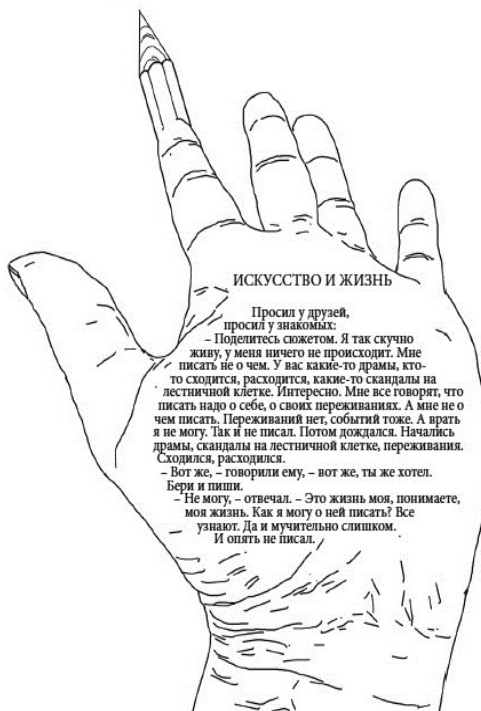 ИСКУССТВО И ЖИЗНЬ
Просил у друзей,
просил у знакомых:
– Поделитесь сюжетом. Я так скучно
живу, у меня ничего не происходит. Мне
писать не о чем. У вас какие-то драмы, кто-
то сходится, расходится, какие-то скандалы на
лестничной клетке. Интересно. Мне все говорят, что
писать надо о себе, о своих переживаниях. А мне не о
чем писать. Переживаний нет, событий тоже. А врать
я не могу. Так и не писал. Потом дождался. Начались
драмы, скандалы на лестничной клетке, переживания.
Сходился, расходился.
– Вот же, – говорили ему, – вот же, ты же хотел.
Бери и пиши.
– Не могу, – отвечал. – Это жизнь моя, понимаете,
моя жизнь. Как я могу о ней писать? Все
узнают. Да и мучительно слишком.
И опять не писал.